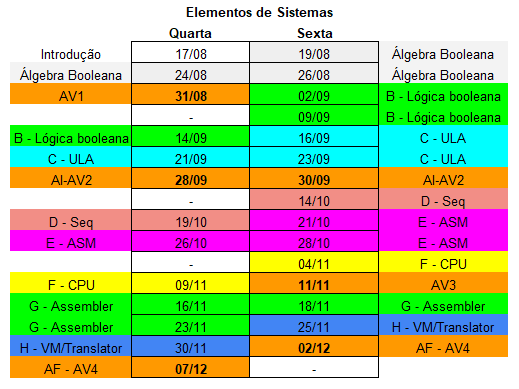 Elementos de Sistemas
Quarta Sexta
Introdução 17/08 19/08 Álgebra Booleana
Álgebra Booleana 24/08 26/08 Álgebra Booleana
AV1 31/08 02/09 B - Lógica booleana
- 09/09 B - Lógica booleana
B - Lógica booleana 14/09 16/09 C - ULA
C - ULA 21/09 23/09 C - ULA
AI-AV2 28/09 30/09 AI-AV2
- 14/10 D - Seq
D - Seq 19/10 21/10 E - ASM
E - ASM 26/10 28/10 E - ASM
- 04/11 F - CPU
F - CPU 09/11 11/11 AV3
G - Assembler 16/11 18/11 G - Assembler
G - Assembler 23/11 25/11 H - VM/Translator
H - VM/Translator 30/11 02/12 AF - AV4
AF - AV4 07/12 -